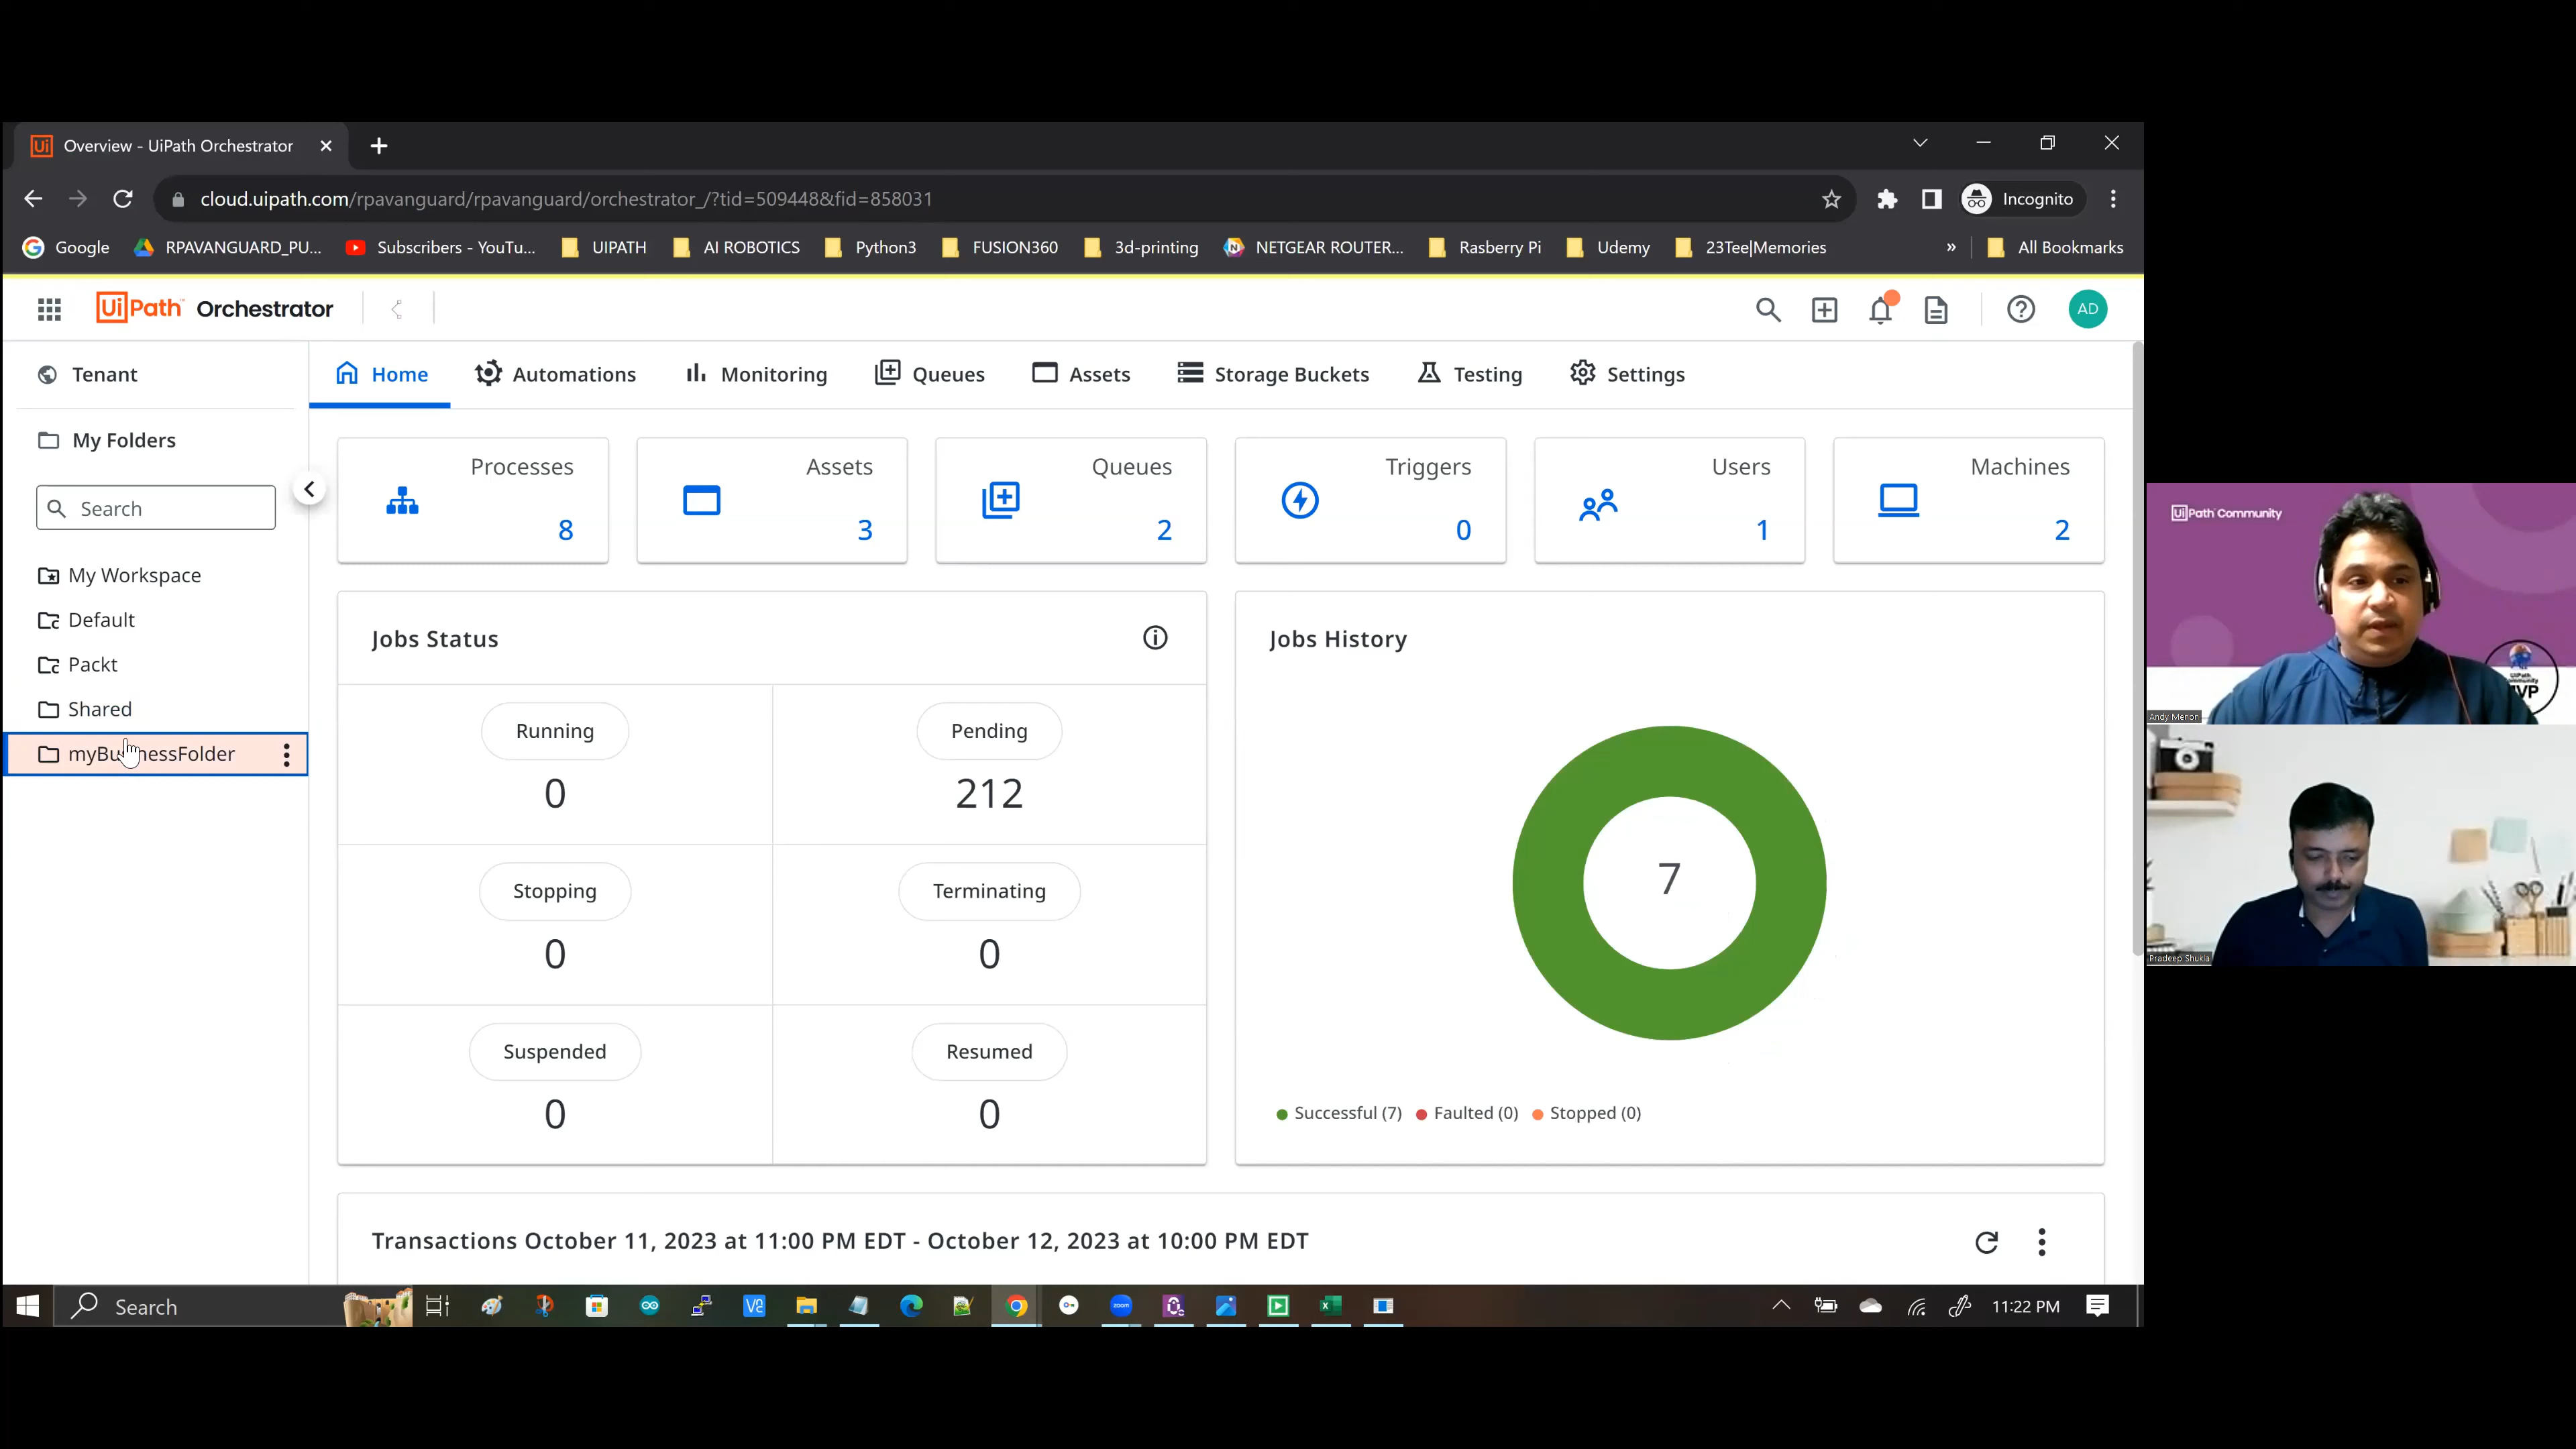 Overview - UiPath Orchestrator
cloud.uipath.com/rpavanguard/rpavanguard/orchestrator_/?tid=509448&fid=858031
Incognito
Google
RPAVANGUARD_PU...
Subscribers - YouTu...
UIPATH
AI ROBOTICS
Python3
FUSION360
3d-printing
NETGEAR ROUTER...
Rasberry Pi
Udemy
23Tee|Memories
»
All Bookmarks
UiPath Orchestrator
AD
Tenant
Home
Automations
Monitoring
Queues
Assets
Storage Buckets
Testing
Settings
My Folders
Search
My Workspace
Default
Packt
Shared
myBu nessFolder
Processes
8
Assets
3
Queues
2
Triggers
0
Users
1
Machines
2
Jobs Status
Running
0
Pending
212
Stopping
0
Terminating
0
Suspended
0
Resumed
0
Jobs History
7
Successful (7)
Faulted (0)
Stopped (0)
Transactions October 11, 2023 at 11:00 PM EDT - October 12, 2023 at 10:00 PM EDT
UiPath Community
UiPath
Community
MVP
Andy Menon
Pradeep Shukla
Search
zoom
11:22 PM